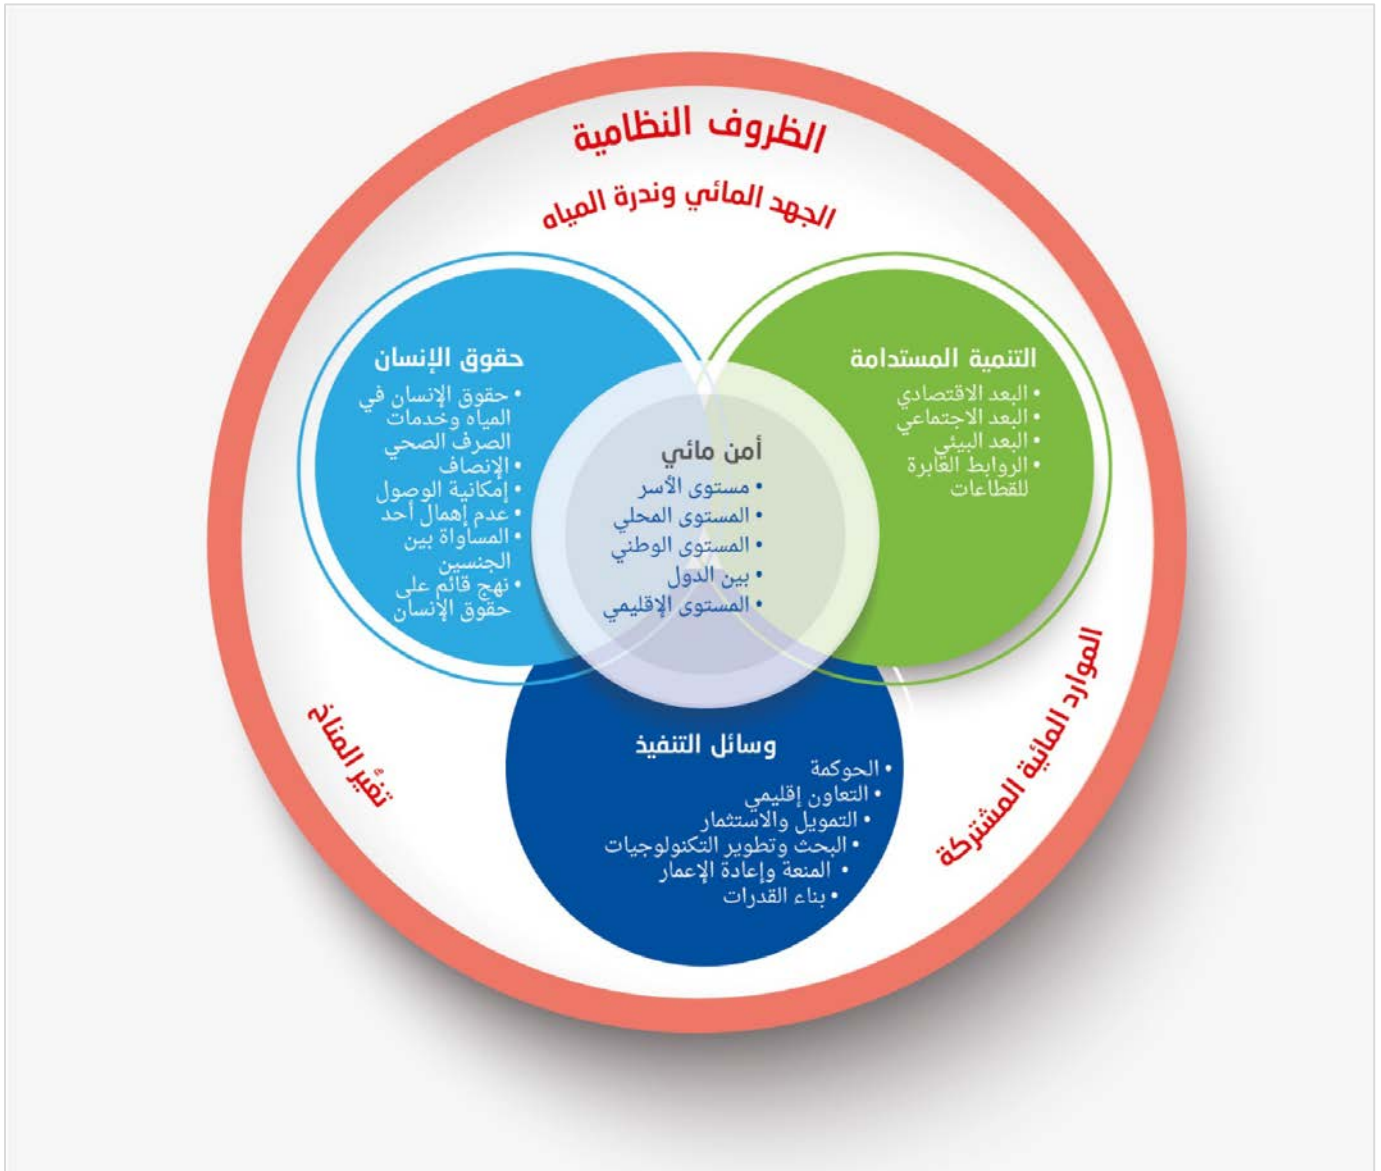 الظروف النظامية
الجهد المائي وندرة المياه
التنمية المستدامة
• البعد الاقتصادي
• البعد الاجتماعي
• البعد البيئي
• الروابط العابرة
للقطاعات
حقوق الإنسان
• حقوق الإنسان في
المياه وخدمات
الصرف الصحي
• الإنصاف
• إمكانية الوصول
• عدم إهمال أحد
• المساواة بين
الجنسين
• نهج قائم على
حقوق الإنسان
أمن مائي
• مستوى الأسر
• المستوى المحلي
• المستوى الوطني
• بين الدول
• المستوى الإقليمي
الموارد المائية المشتركة
تغيُّر المناخ
وسائل التنفيذ
• الحوكمة
• التعاون إقليمي
• التمويل والاستثمار
• البحث وتطوير التكنولوجيات
• المنعة وإعادة الإعمار
• بناء القدرات